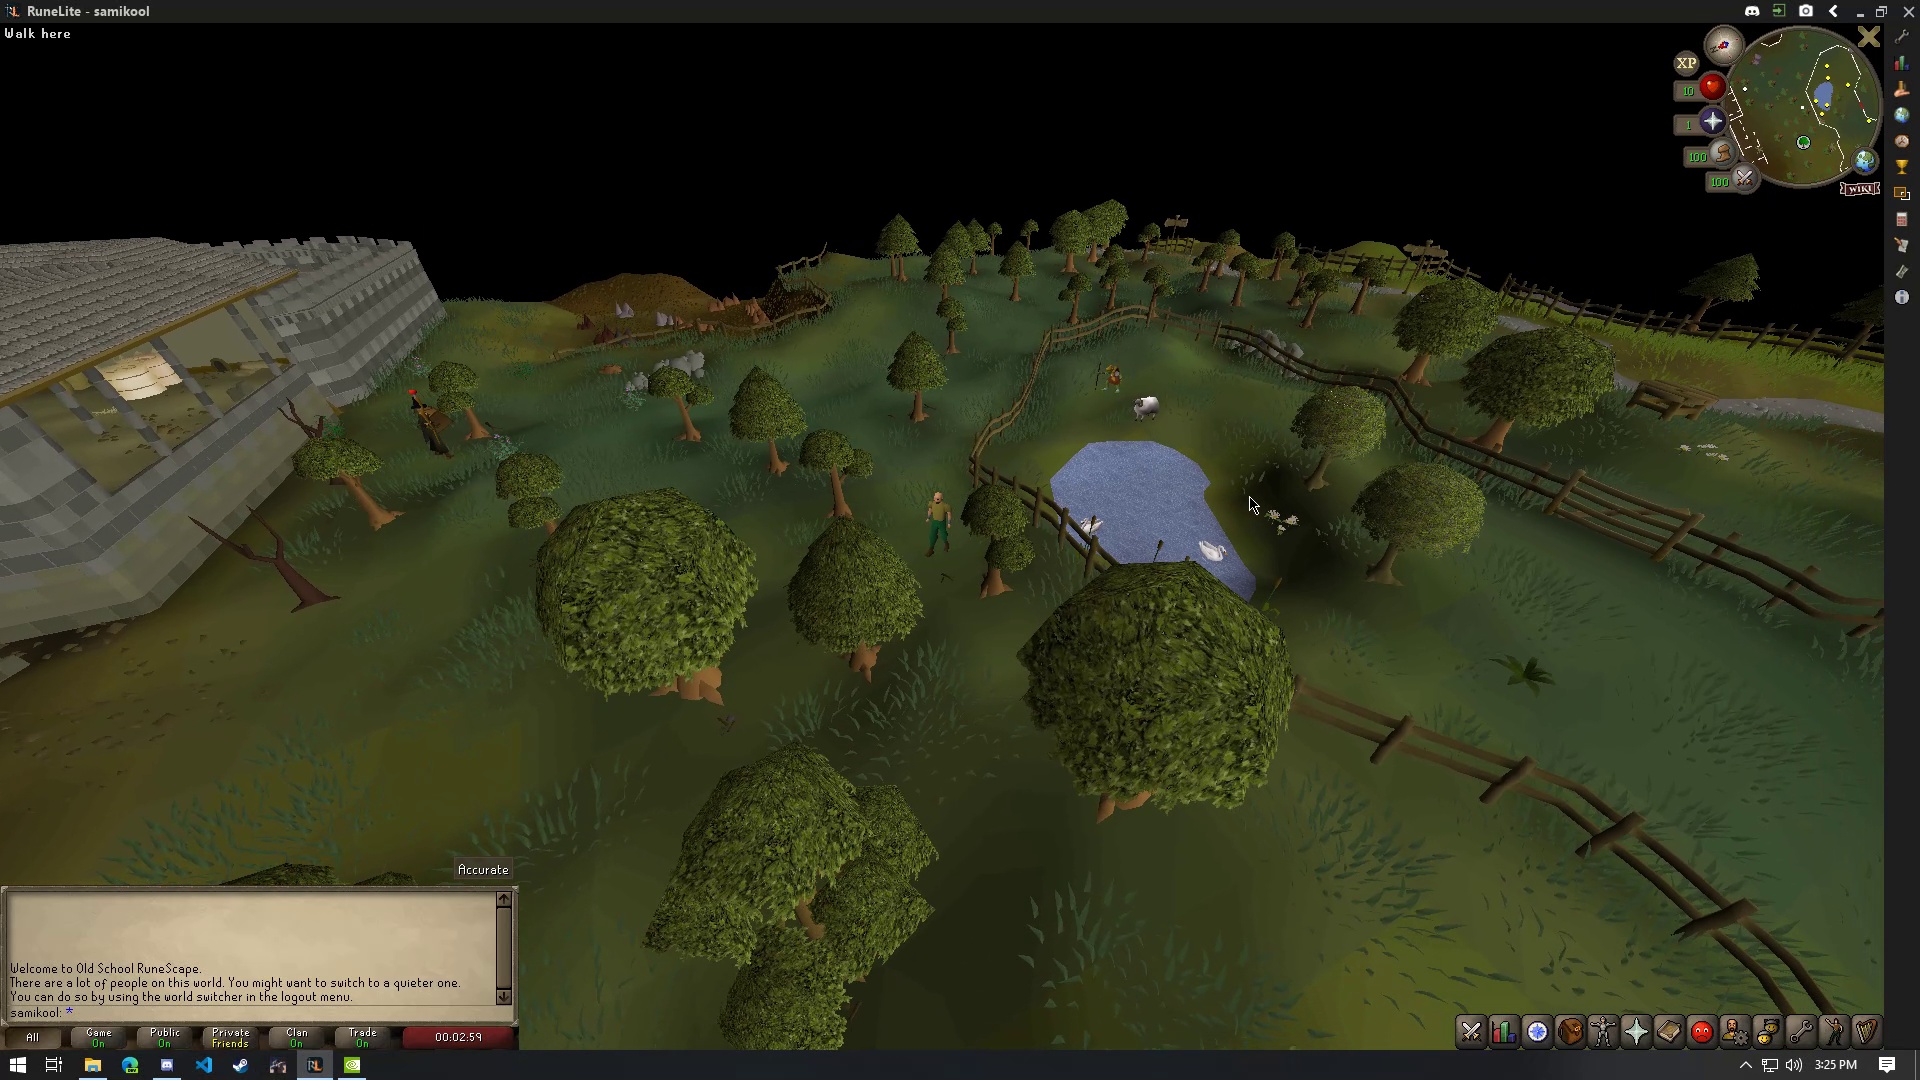 RuneLite - samikool
Walk here
XP
10
1
100
100
WIKI
Accurate
Welcome to Old School RuneScape.
There are a lot of people on this world. You might want to switch to a quieter one.
You can do so by using the world switcher in the logout menu.
samikool: *
All
Game
On
Public
On
Private
Friends
Clan
On
Trade
On
00:02:59
3:25 PM